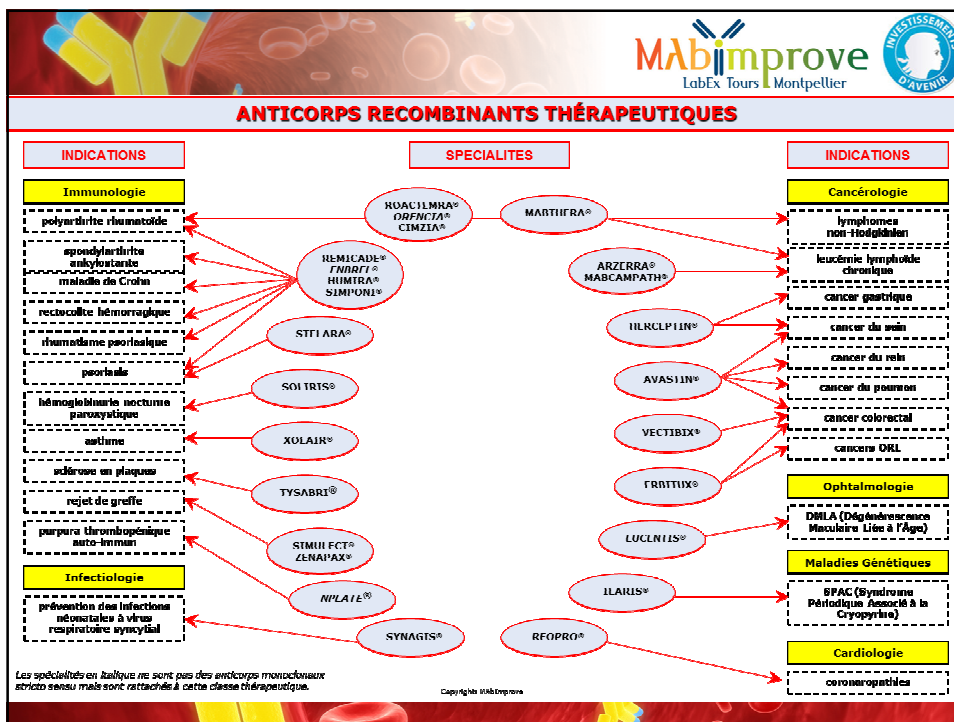 MAbimprove
LabEx Tours Montpellier
INVESTISSEMENTS
D'AVENIR
ANTICORPS RECOMBINANTS THÉRAPEUTIQUES
INDICATIONS
SPECIALITES
INDICATIONS
Immunologie
polyarthrite rhumatoïde
spondylarthrite
ankylostante
maladie de Crohn
rectocolite hémorragique
rhumatisme psoriasique
psoriasis
hémoglobinurie nocturne
paroxystique
asthme
sclérose en plaques
rejet de greffe
purpura thrombopénique
auto-immun
Infectiologie
prévention des infections
néonatales à virus
respiratoire syncytial
ROACTEMRA®
ORENCIA®
CIMZIA®
MABTHERA®
REMICADE®
ENBREL®
HUMIRA®
SIMPONI®
ARZERRA®
MABCAMPATH®
STELARA®
HERCEPTIN®
SOLIRIS®
AVASTIN®
XOLAIR®
VECTIBIX®
TYSABRI®
ERBITUX®
SIMULECT®
ZENAPAX®
LUCENTIS®
NPLATE®
ILARIS®
SYNAGIS®
REOPRO®
Cancérologie
lymphomes
non-Hodgkinien
leucémie lymphoïde
chronique
cancer gastrique
cancer du sein
cancer du rein
cancer du poumon
cancer colorectal
cancers ORL
Ophtalmologie
DMLA (Dégénérescence
Maculaire Liée à l'Âge)
Maladies Génétiques
SPAC (Syndrome
Périodique Associé à la
Cryopyrine)
Cardiologie
coronaropathies
Les spécialités en italique ne sont pas des anticorps monoclonaux
stricto sensu mais sont rattachés à cette classe thérapeutique.
Copyrights MAbImprove